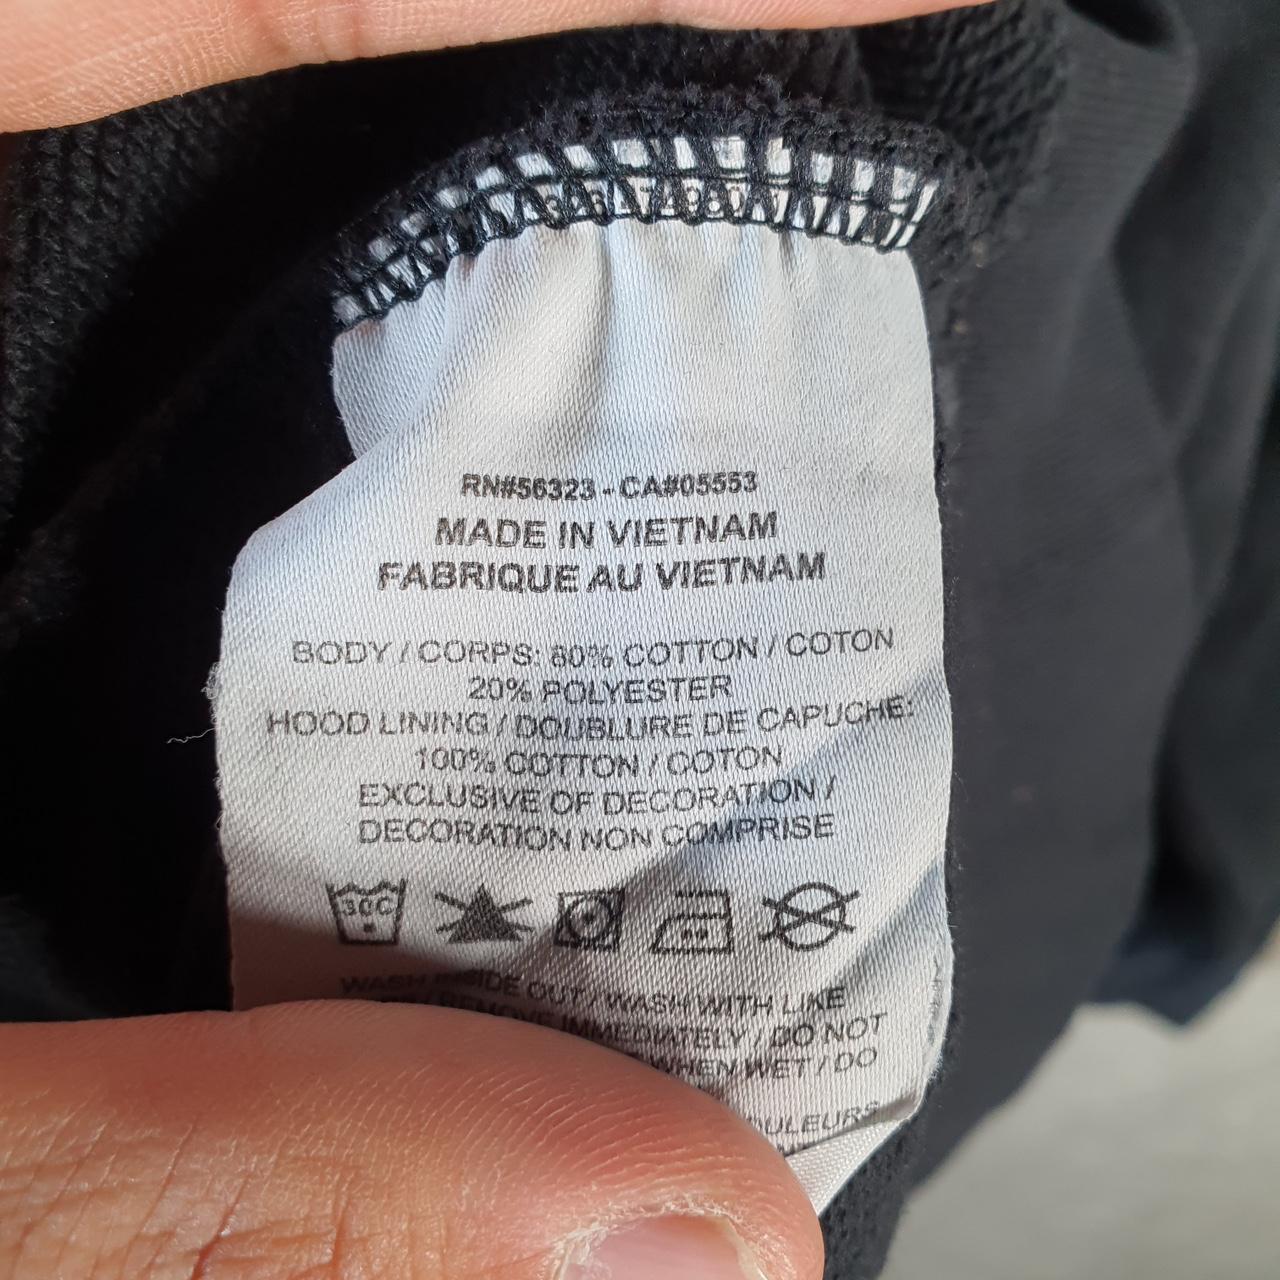 RN#56323 - CA#05553
MADE IN VIETNAM
FABRIQUE AU VIETNAM
BODY / CORPS: 80% COTTON / COTON
20% POLYESTER
HOOD LINING / DOUBLURE DE CAPUCHE:
100% COTTON / COTON
EXCLUSIVE OF DECORATION /
DECORATION NON COMPRISE
30C
WASH INSIDE OUT / WASH WITH LIKE
/ REMOVE IMMEDIATELY / DO NOT
WHEN WET / DO